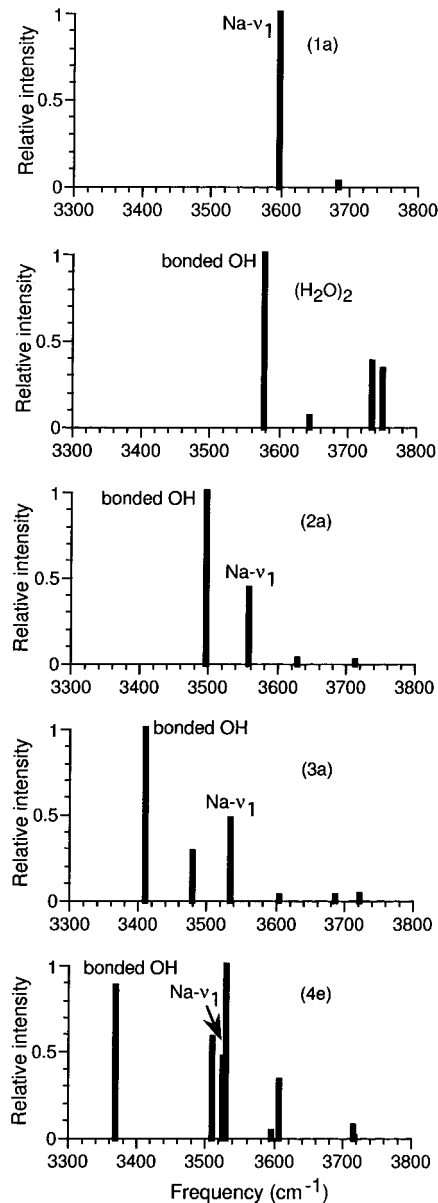 Relative intensity
1
0.5
0
Na-ν1
(1a)
3300 3400 3500 3600 3700 3800
Relative intensity
1
0.5
0
bonded OH
(H2O)2
3300 3400 3500 3600 3700 3800
Relative intensity
1
0.5
0
bonded OH
Na-ν1
(2a)
3300 3400 3500 3600 3700 3800
Relative intensity
1
0.5
0
bonded OH
Na-ν1
(3a)
3300 3400 3500 3600 3700 3800
Relative intensity
1
0.5
0
bonded OH
Na-ν1
(4e)
3300 3400 3500 3600 3700 3800
Frequency (cm-1)